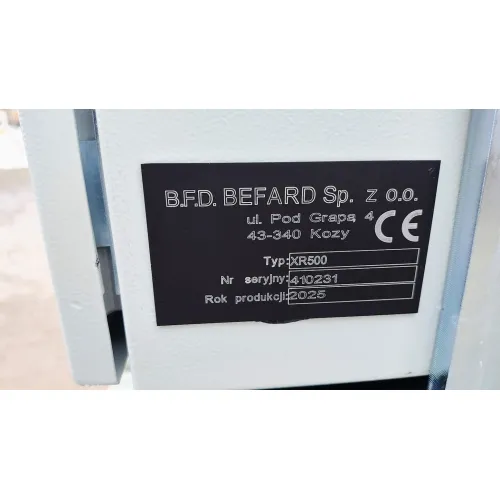 B.F.D. BEFARD Sp. z o.o.
ul. Pod Grapą 4
43-340 Kozy
CE
Typ:XR500
Nr seryjny:410231
Rok produkcji:2025